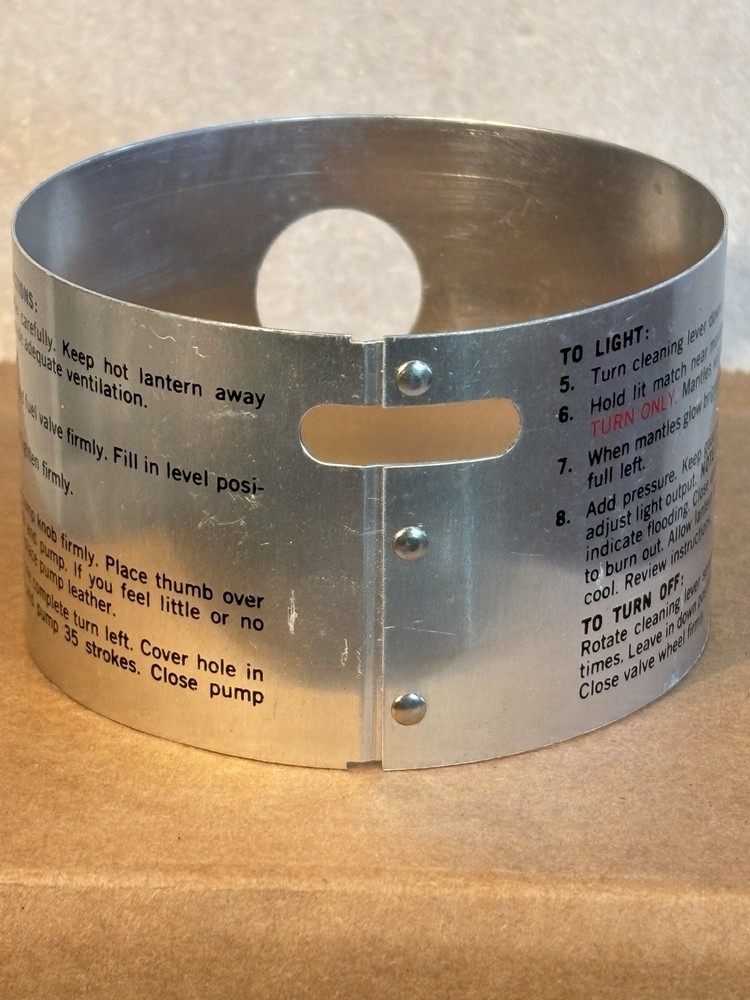 IONS:
carefully. Keep hot lantern away
adequate ventilation.
fuel valve firmly. Fill in level posi-
firmly.
knob firmly. Place thumb over
pump. If you feel little or no
pump leather.
complete turn left. Cover hole in
pump 35 strokes. Close pump
TO LIGHT:
5. Turn cleaning lever down
6. Hold lit match near
TURN ONLY. Mantles
7. When mantles glow
full left.
8. Add pressure. Keep
adjust light output.
indicate flooding. Close
to burn out. Allow
cool. Review
TO TURN OFF:
Rotate cleaning lever
times. Leave in down
Close valve wheel firmly